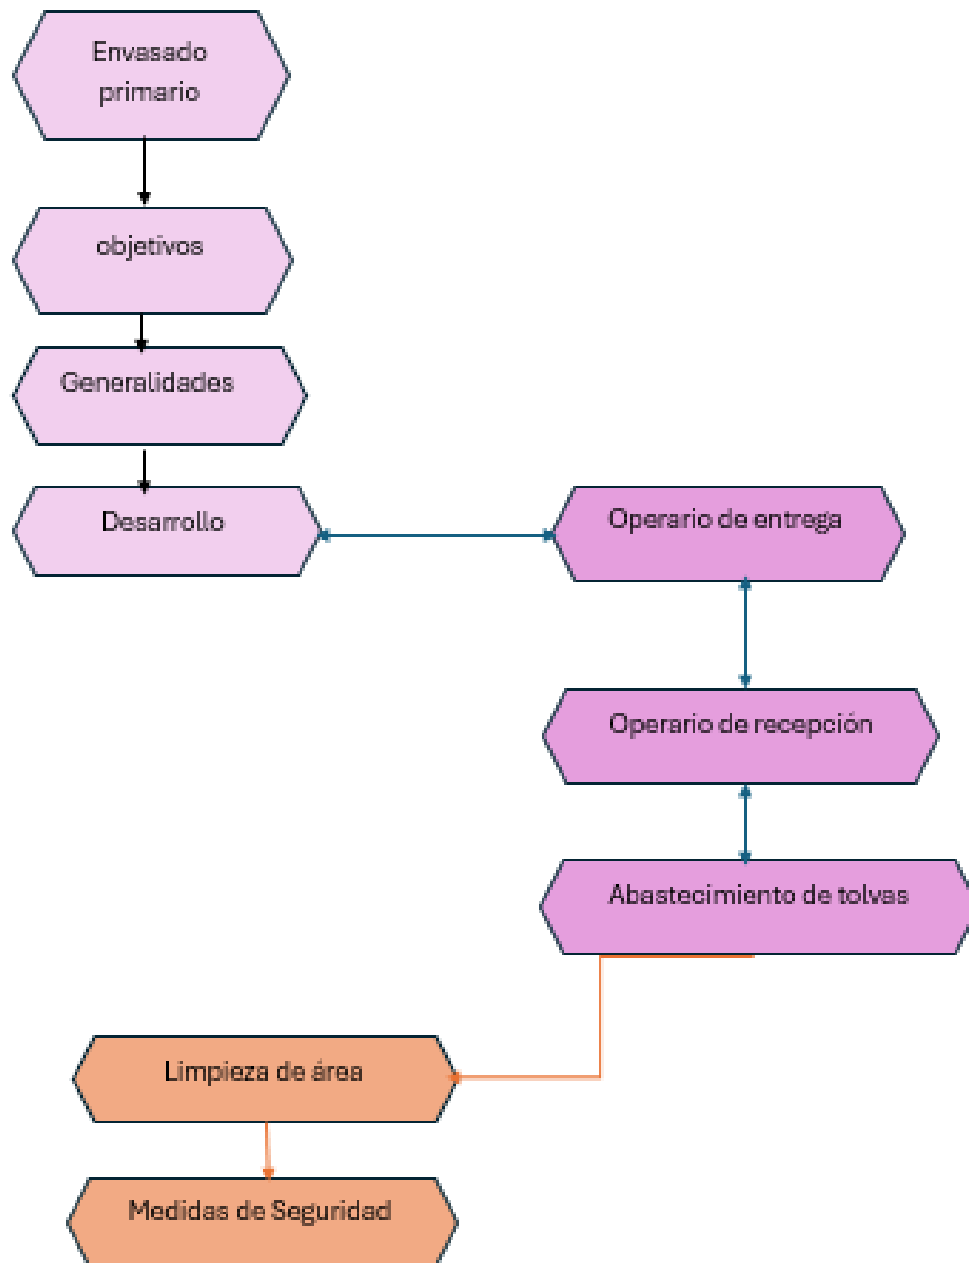 Envasado
primario
objetivos
Generalidades
Desarrollo
Operario de entrega
Operario de recepción
Abastecimiento de tolvas
Limpieza de área
Medidas de Seguridad